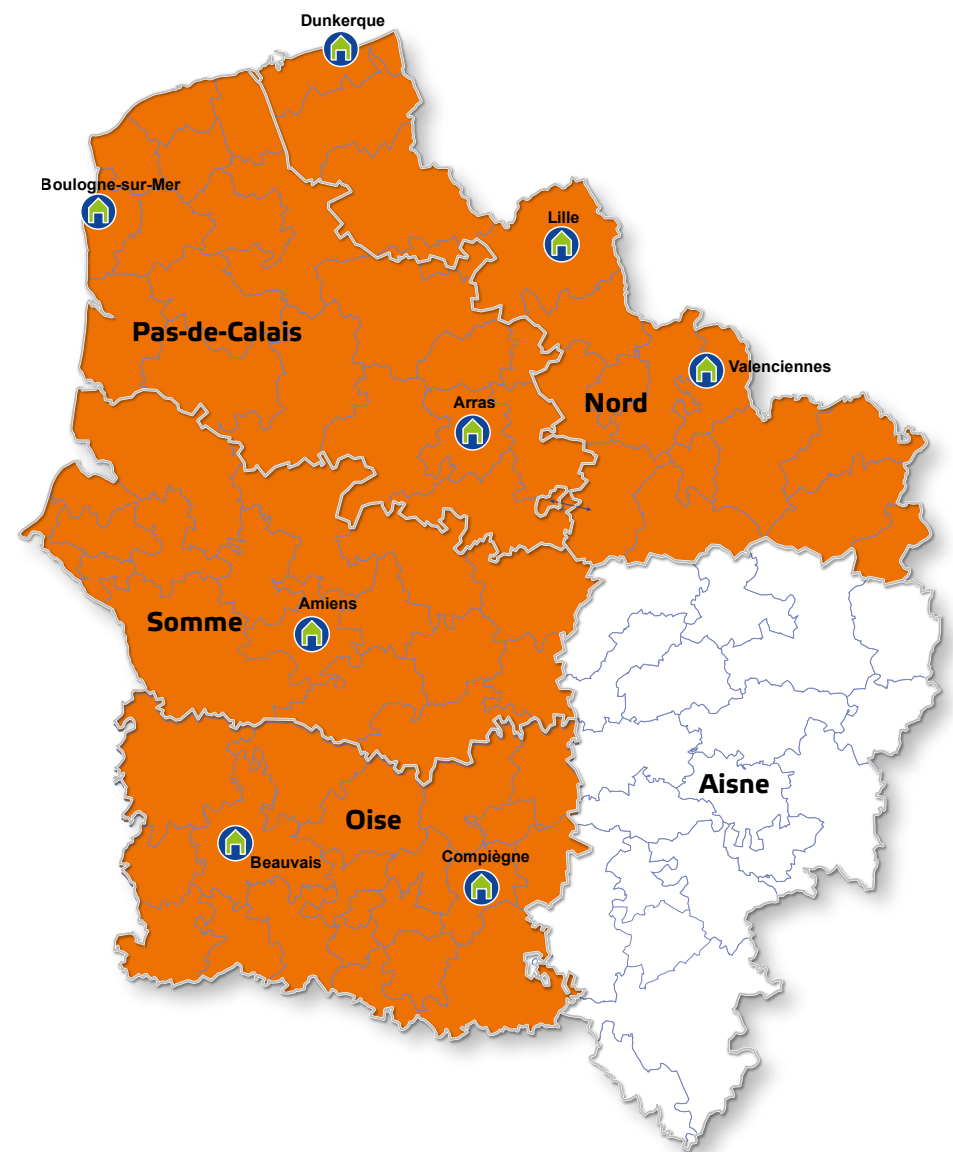 Dunkerque
Boulogne-sur-Mer
Lille
Pas-de-Calais
Valenciennes
Arras
Nord
Amiens
Somme
Aisne
Oise
Compiègne
Beauvais